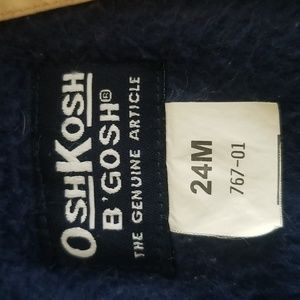 OSHKOSH
B'GOSH®
THE GENUINE ARTICLE
24M
767-01